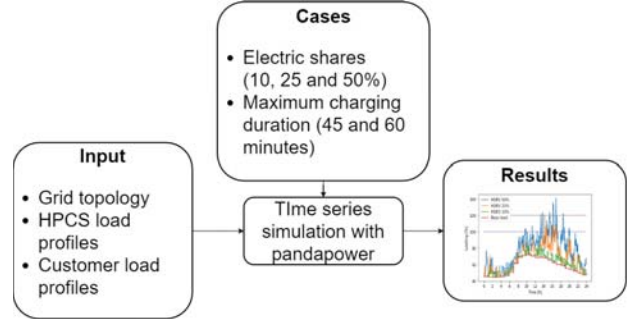 Cases
• Electric shares
(10, 25 and 50%)
• Maximum charging
duration (45 and 60
minutes)
Input
• Grid topology
• HPCS load
profiles
• Customer load
profiles
TIme series
simulation with
pandapower
Results